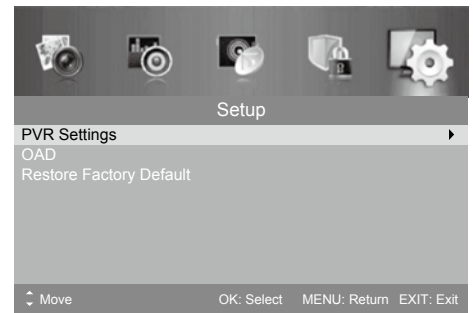 Setup
PVR Settings
OAD
Restore Factory Default
Move OK: Select MENU: Return EXIT: Exit